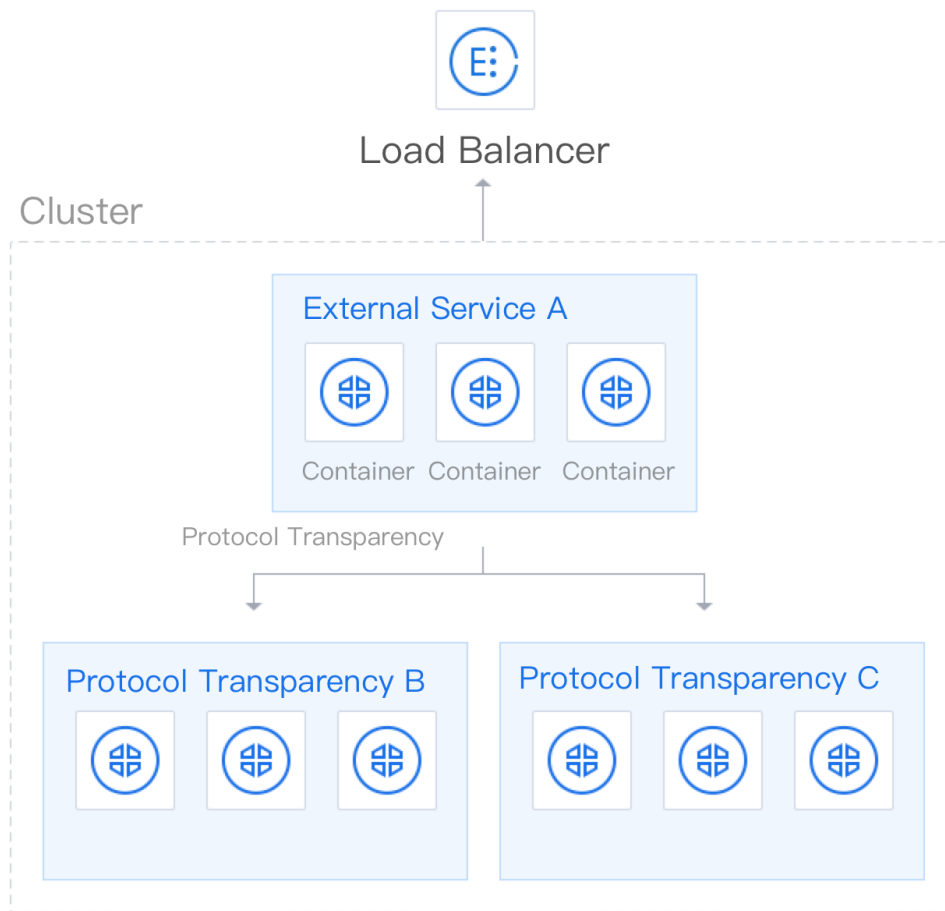 Load Balancer
Cluster
External Service A
Container Container Container
Protocol Transparency
Protocol Transparency B
Protocol Transparency C